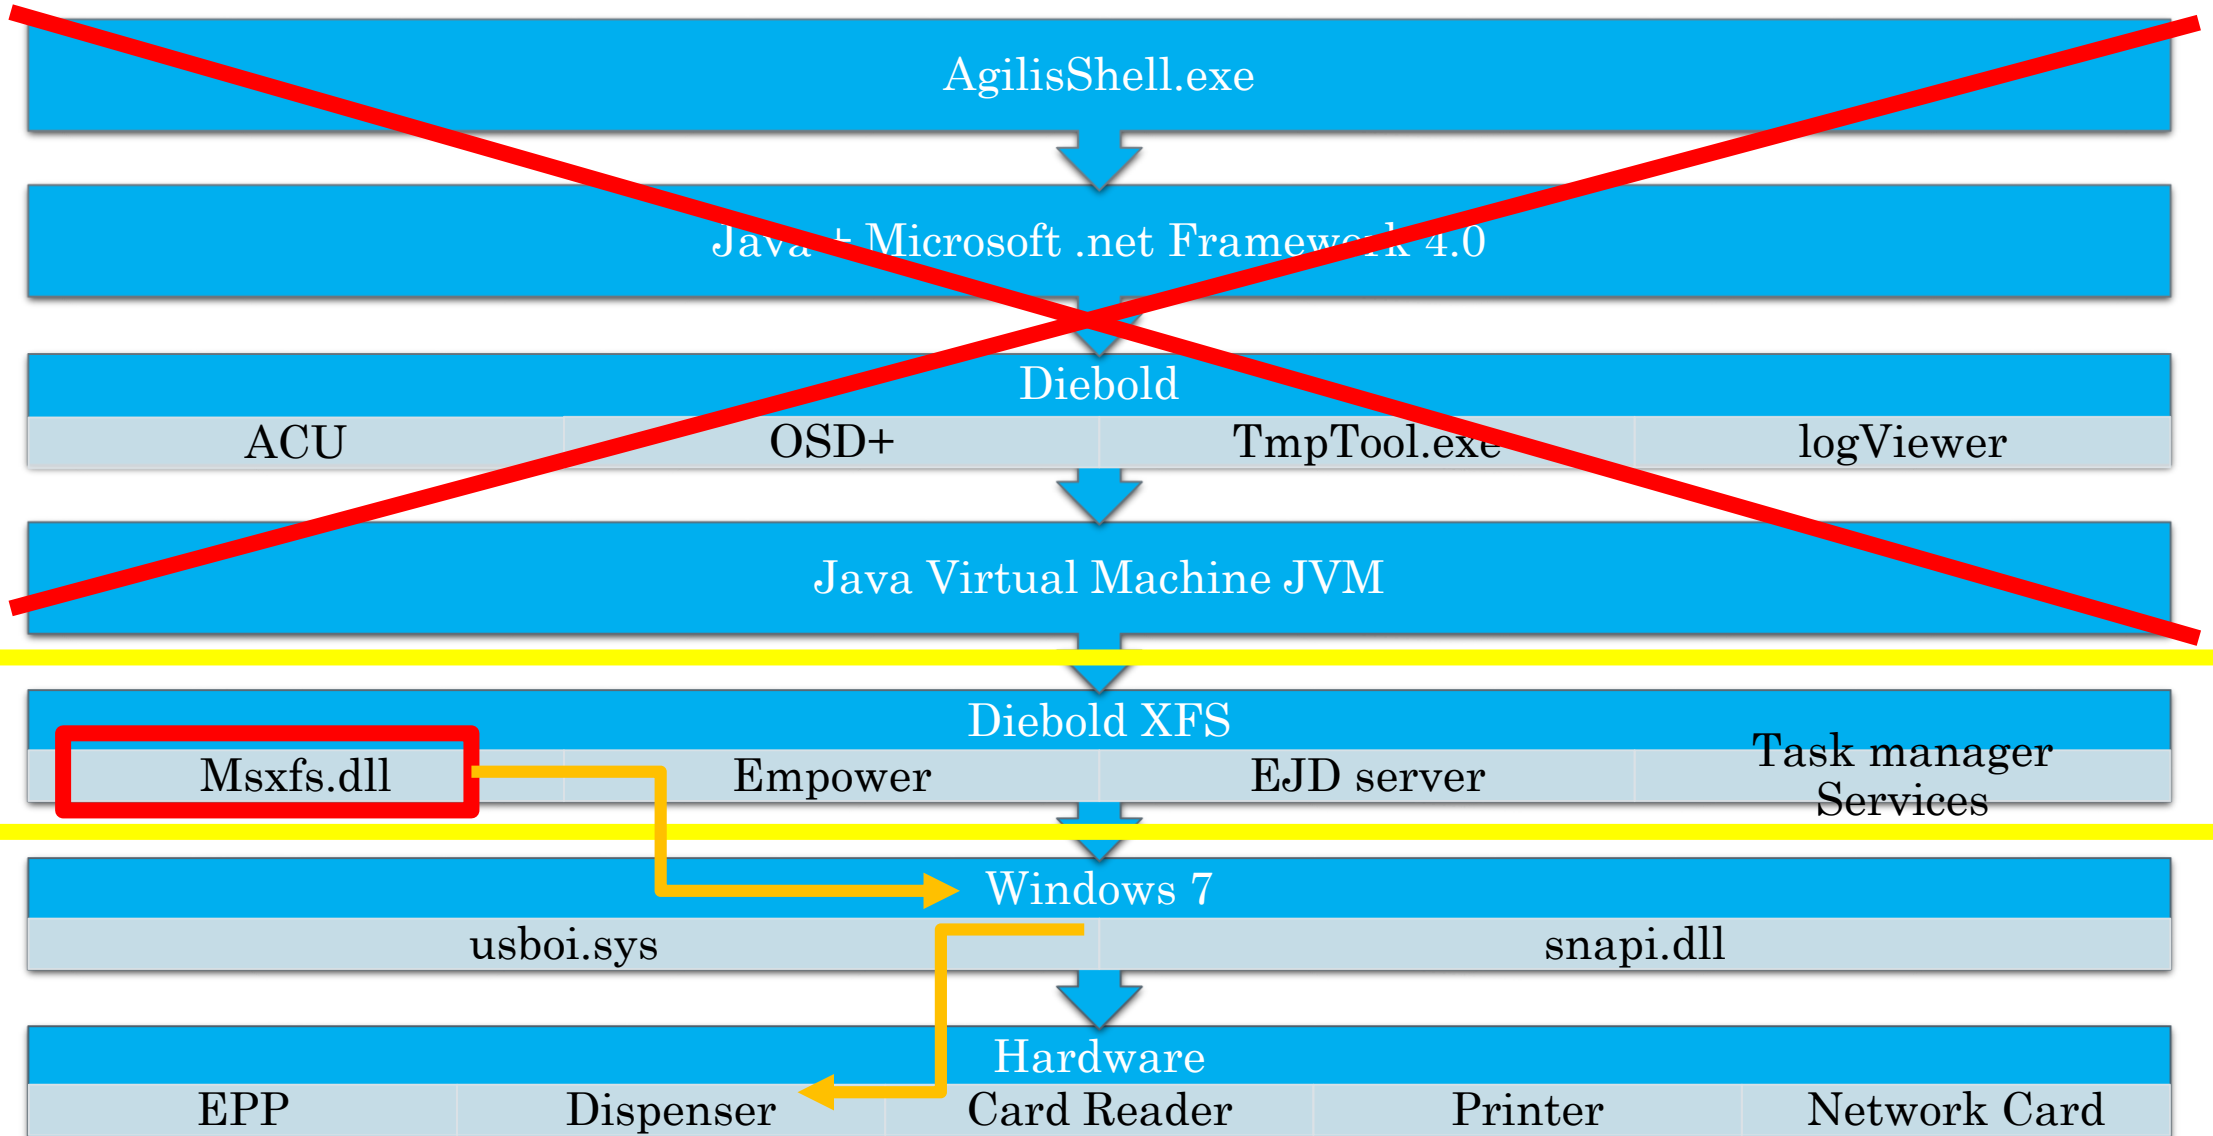 AgilisShell.exe
Java + Microsoft .net Framework 4.0
Diebold
ACU
OSD+
TmpTool.exe
logViewer
Java Virtual Machine JVM
Diebold XFS
Msxfs.dll
Empower
EJD server
Task manager
Services
Windows 7
usboi.sys
snapi.dll
Hardware
EPP
Dispenser
Card Reader
Printer
Network Card